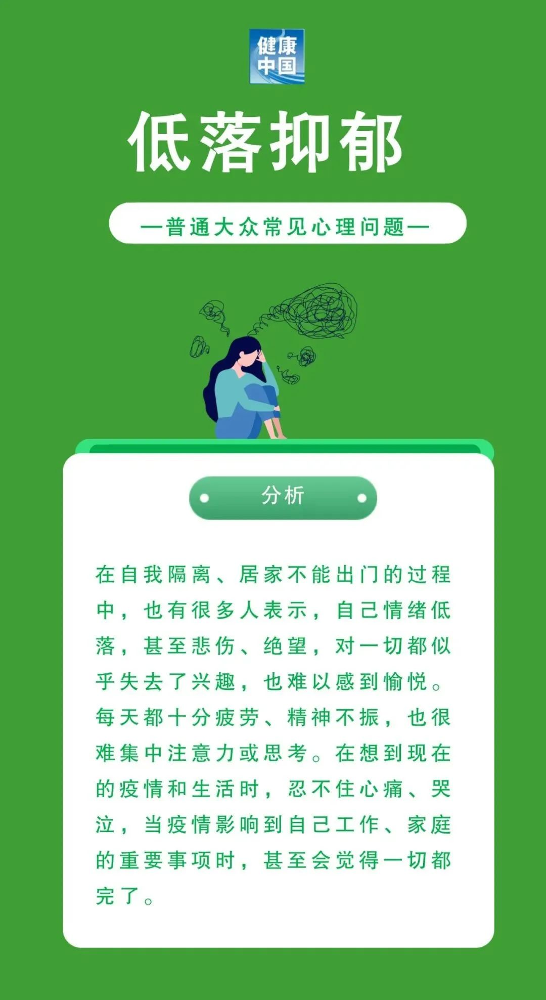 健康
中国
低落抑郁
—普通大众常见心理问题—
分析
在自我隔离、居家不能出门的过程
中，也有很多人表示，自己情绪低
落，甚至悲伤、绝望，对一切都似
乎失去了兴趣，也难以感到愉悦。
每天都十分疲劳、精神不振，也很
难集中注意力或思考。在想到现在
的疫情和生活时，忍不住心痛、哭
泣，当疫情影响到自己工作、家庭
的重要事项时，甚至会觉得一切都
完了。